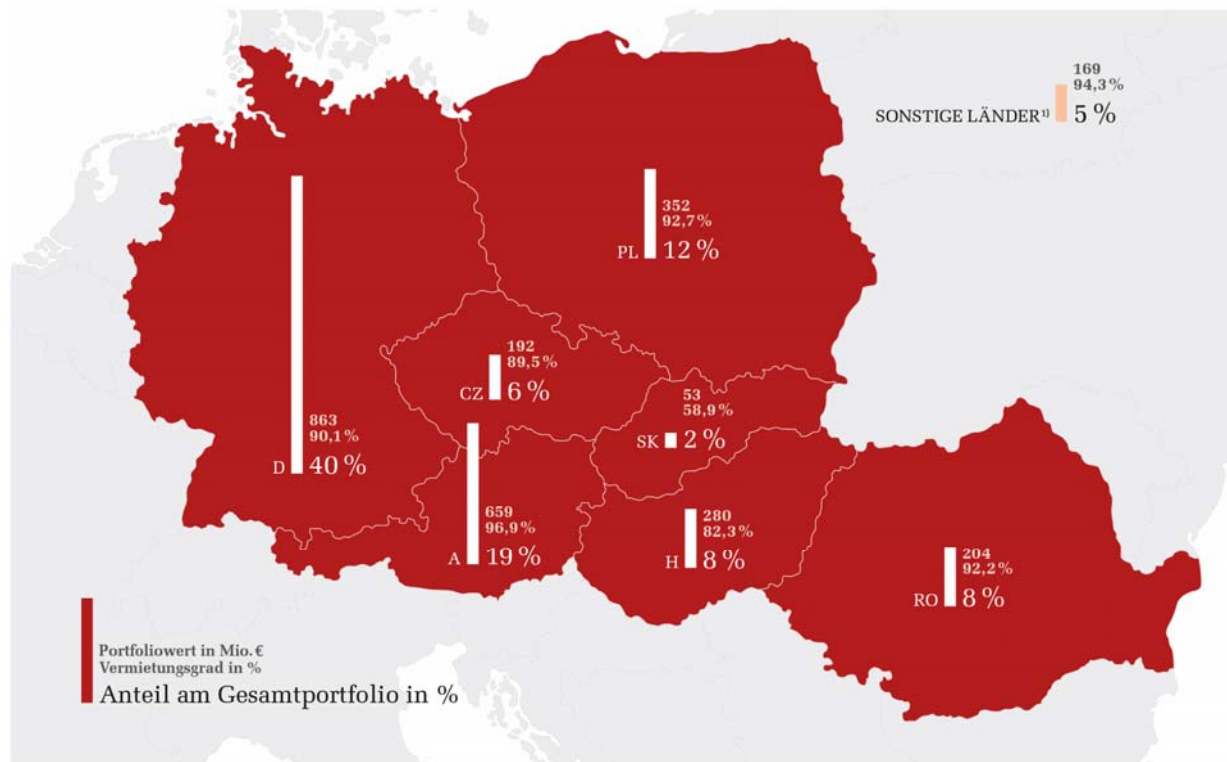 169
94,3 %
SONSTIGE LÄNDER¹⁾ 5 %
352
92,7 %
PL 12 %
192
89,5 %
CZ 6 %
53
58,9 %
SK 2 %
863
90,1 %
D 40 %
659
96,9 %
A 19 %
280
82,3 %
H 8 %
204
92,2 %
RO 8 %
Portfoliowert in Mio. €
Vermietungsgrad in %
Anteil am Gesamtportfolio in %